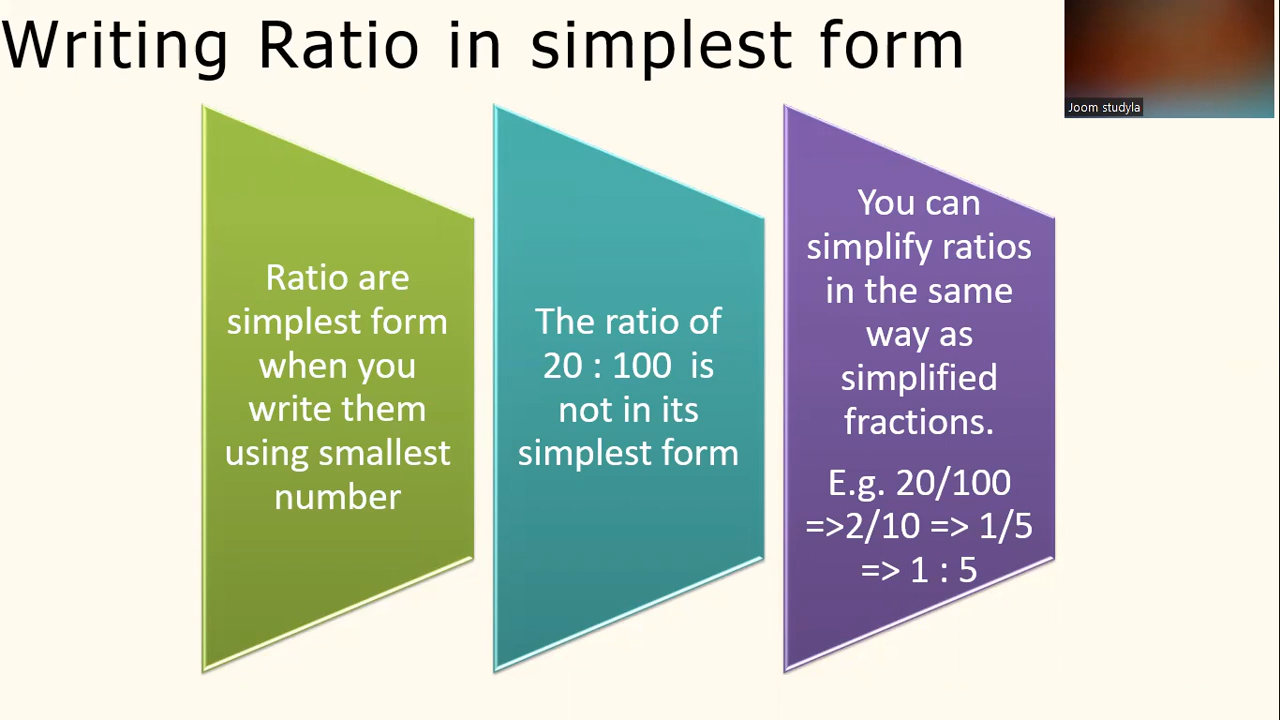 Writing Ratio in simplest form
Joom studyla
Ratio are
simplest form
when you
write them
using smallest
number
The ratio of
20 : 100 is
not in its
simplest form
You can
simplify ratios
in the same
way as
simplified
fractions.
E.g. 20/100
=>2/10 => 1/5
=> 1 : 5